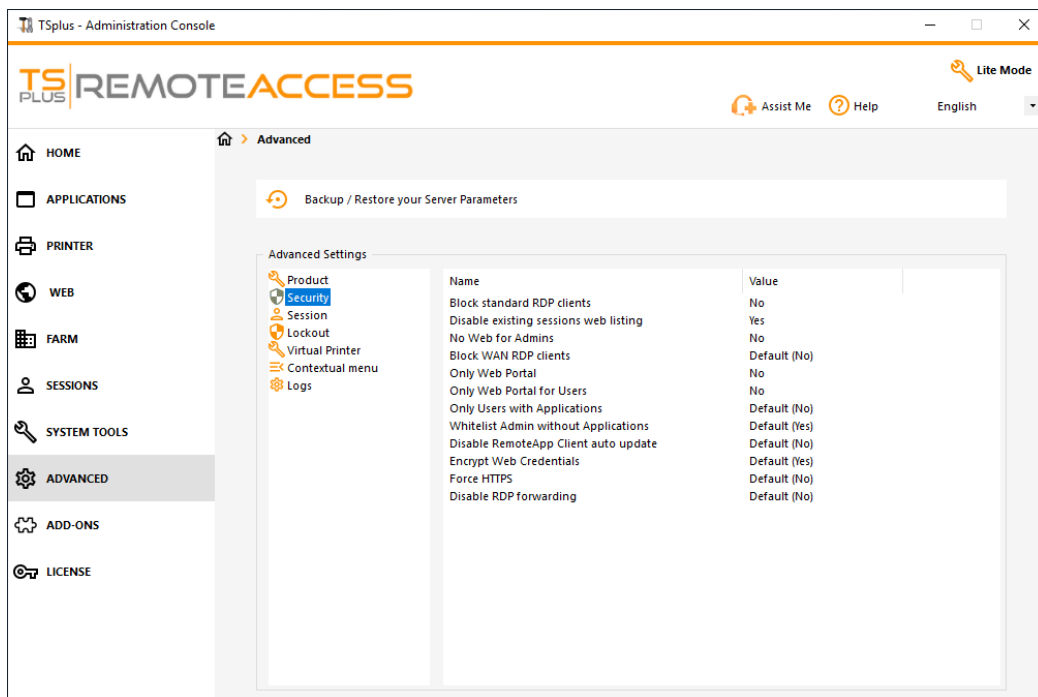 TSplus - Administration Console
TS PLUS REMOTEACCESS
Lite Mode
Assist Me
Help
English
HOME
APPLICATIONS
PRINTER
WEB
FARM
SESSIONS
SYSTEM TOOLS
ADVANCED
ADD-ONS
LICENSE
Advanced
Backup / Restore your Server Parameters
Advanced Settings
Product
Security
Session
Lockout
Virtual Printer
Contextual menu
Logs
Name Value
Block standard RDP clients No
Disable existing sessions web listing Yes
No Web for Admins No
Block WAN RDP clients Default (No)
Only Web Portal No
Only Web Portal for Users No
Only Users with Applications Default (No)
Whitelist Admin without Applications Default (Yes)
Disable RemoteApp Client auto update Default (No)
Encrypt Web Credentials Default (Yes)
Force HTTPS Default (No)
Disable RDP forwarding Default (No)